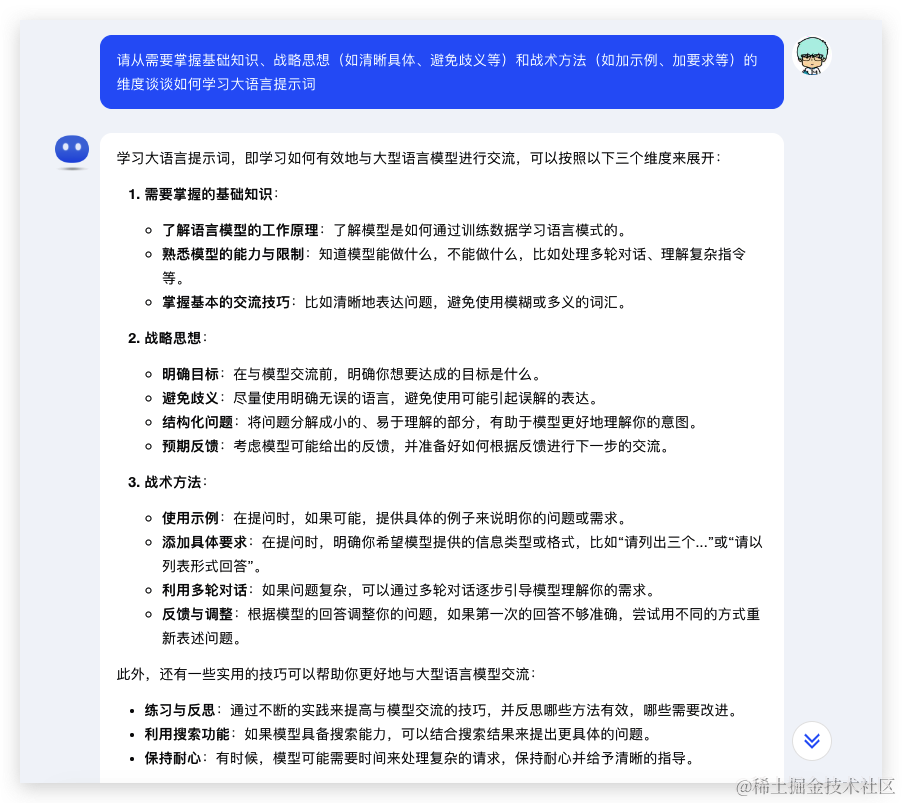 请从需要掌握基础知识、战略思想（如清晰具体、避免歧义等）和战术方法（如加示例、加要求等）的
维度谈谈如何学习大语言提示词
学习大语言提示词，即学习如何有效地与大型语言模型进行交流，可以按照以下三个维度来展开：
1. 需要掌握的基础知识：
了解语言模型的工作原理：了解模型是如何通过训练数据学习语言模式的。
熟悉模型的能力与限制：知道模型能做什么，不能做什么，比如处理多轮对话、理解复杂指令
等。
掌握基本的交流技巧：比如清晰地表达问题，避免使用模糊或多义的词汇。
2. 战略思想：
明确目标：在与模型交流前，明确你想要达成的目标是什么。
避免歧义：尽量使用明确无误的语言，避免使用可能引起误解的表达。
结构化问题：将问题分解成小的、易于理解的部分，有助于模型更好地理解你的意图。
预期反馈：考虑模型可能给出的反馈，并准备好如何根据反馈进行下一步的交流。
3. 战术方法：
使用示例：在提问时，如果可能，提供具体的例子来说明你的问题或需求。
添加具体要求：在提问时，明确你希望模型提供的信息类型或格式，比如“请列出三个...”或“请以
列表形式回答”。
利用多轮对话：如果问题复杂，可以通过多轮对话逐步引导模型理解你的需求。
反馈与调整：根据模型的回答调整你的问题，如果第一次的回答不够准确，尝试用不同的方式重
新表述问题。
此外，还有一些实用的技巧可以帮助你更好地与大型语言模型交流：
练习与反思：通过不断的实践来提高与模型交流的技巧，并反思哪些方法有效，哪些需要改进。
利用搜索功能：如果模型具备搜索能力，可以结合搜索结果来提出更具体的问题。
保持耐心：有时候，模型可能需要时间来处理复杂的请求，保持耐心并给予清晰的指导。
@稀土掘金技术社区